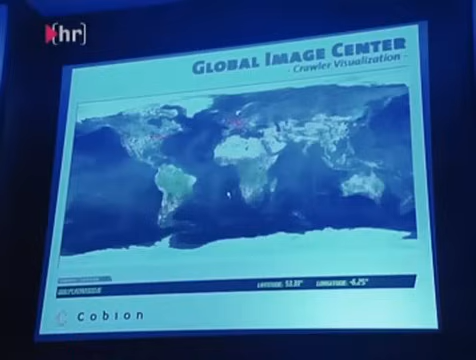 hr
GLOBAL IMAGE CENTER
- Crawler Visualization -
LATITUDE: 53.33° LONGITUDE: -6.25°
Cobion